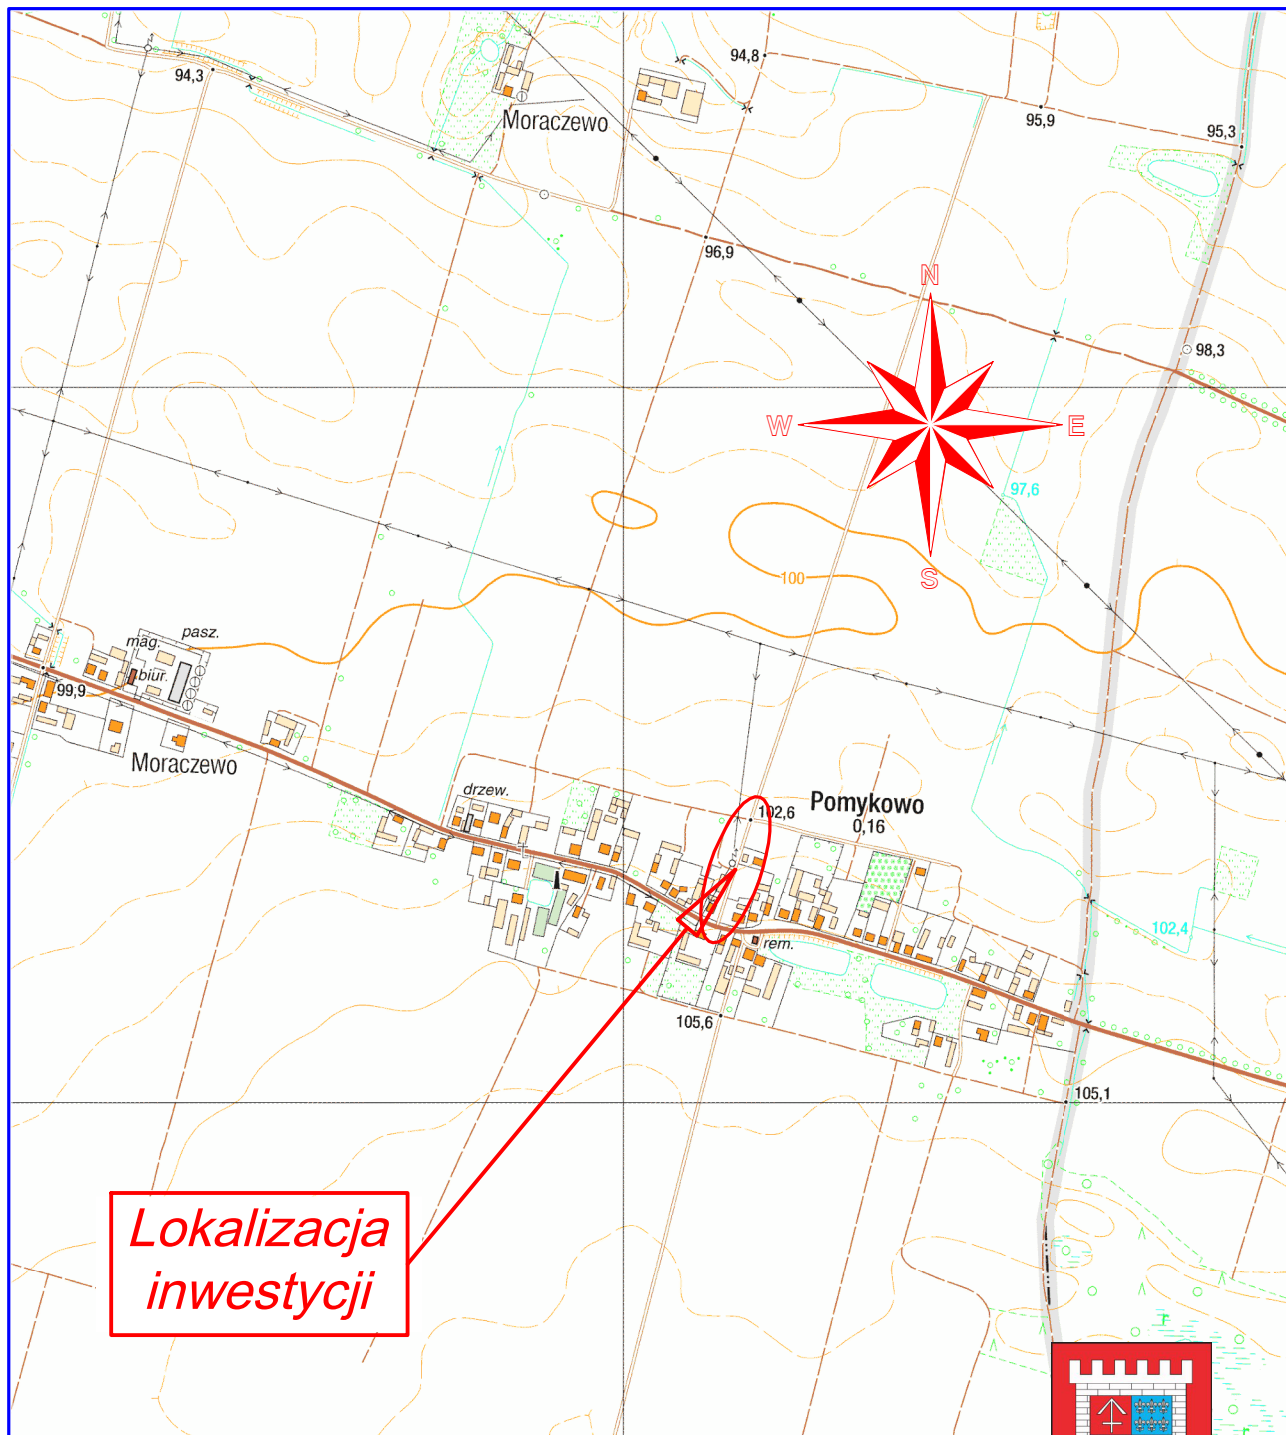 94,3
94,8
Moraczewo
95,9
95,3
96,9
N
98,3
W
E
97,6
S
100
pasz.
mag.
biur.
99,9
Moraczewo
drzew.
102,6
Pomykowo
0,16
rem.
102,4
105,6
105,1
Lokalizacja
inwestycji